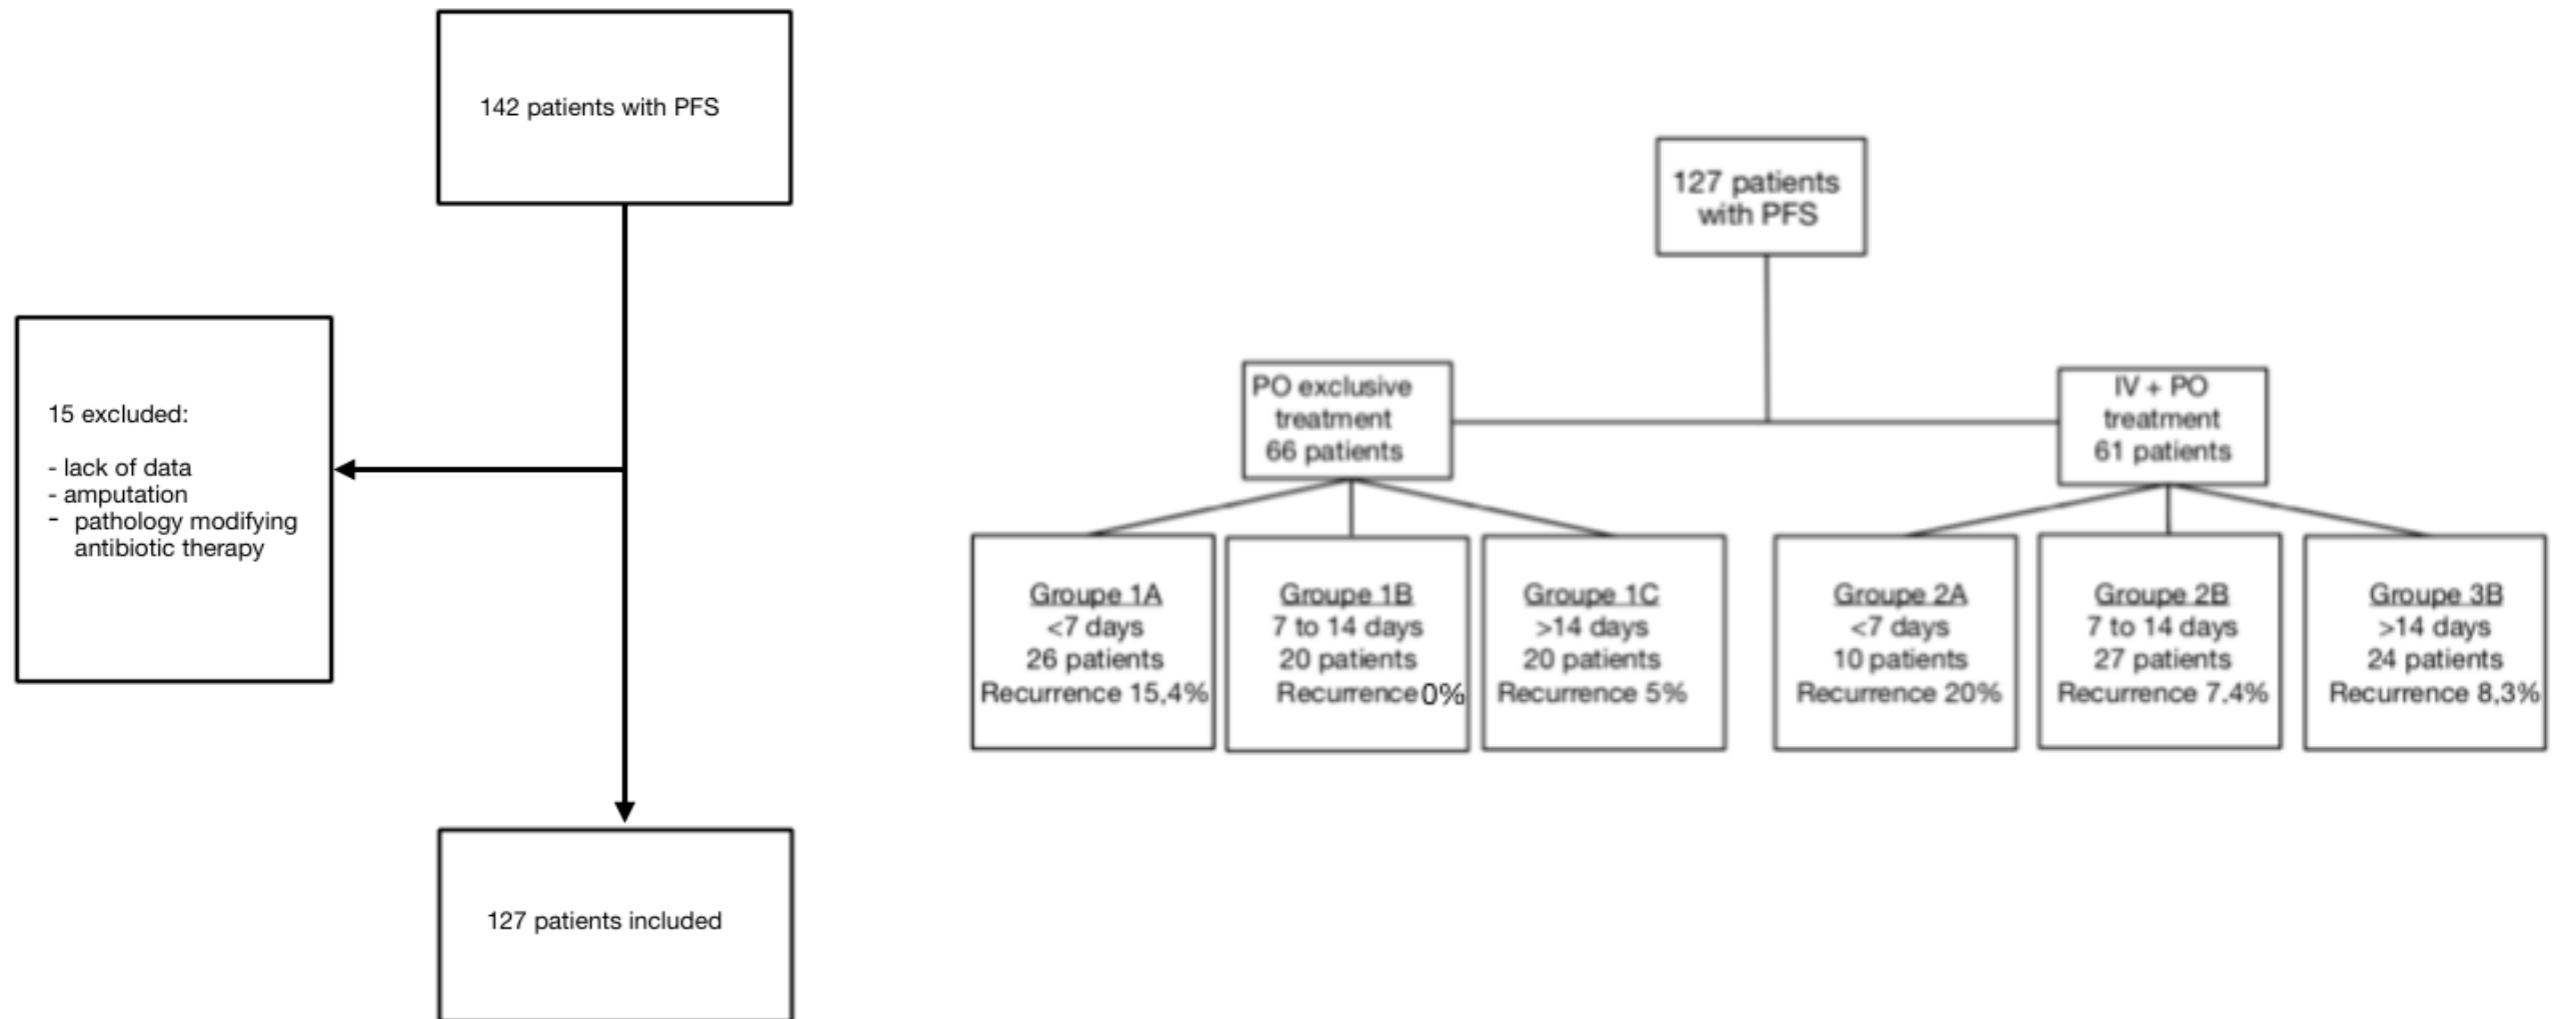 142 patients with PFS
15 excluded:
- lack of data
- amputation
- pathology modifying
antibiotic therapy
127 patients included
127 patients
with PFS
PO exclusive
treatment
66 patients
IV + PO
treatment
61 patients
Groupe 1A
<7 days
26 patients
Recurrence 15,4%
Groupe 1B
7 to 14 days
20 patients
Recurrence 0%
Groupe 1C
>14 days
20 patients
Recurrence 5%
Groupe 2A
<7 days
10 patients
Recurrence 20%
Groupe 2B
7 to 14 days
27 patients
Recurrence 7.4%
Groupe 3B
>14 days
24 patients
Recurrence 8,3%